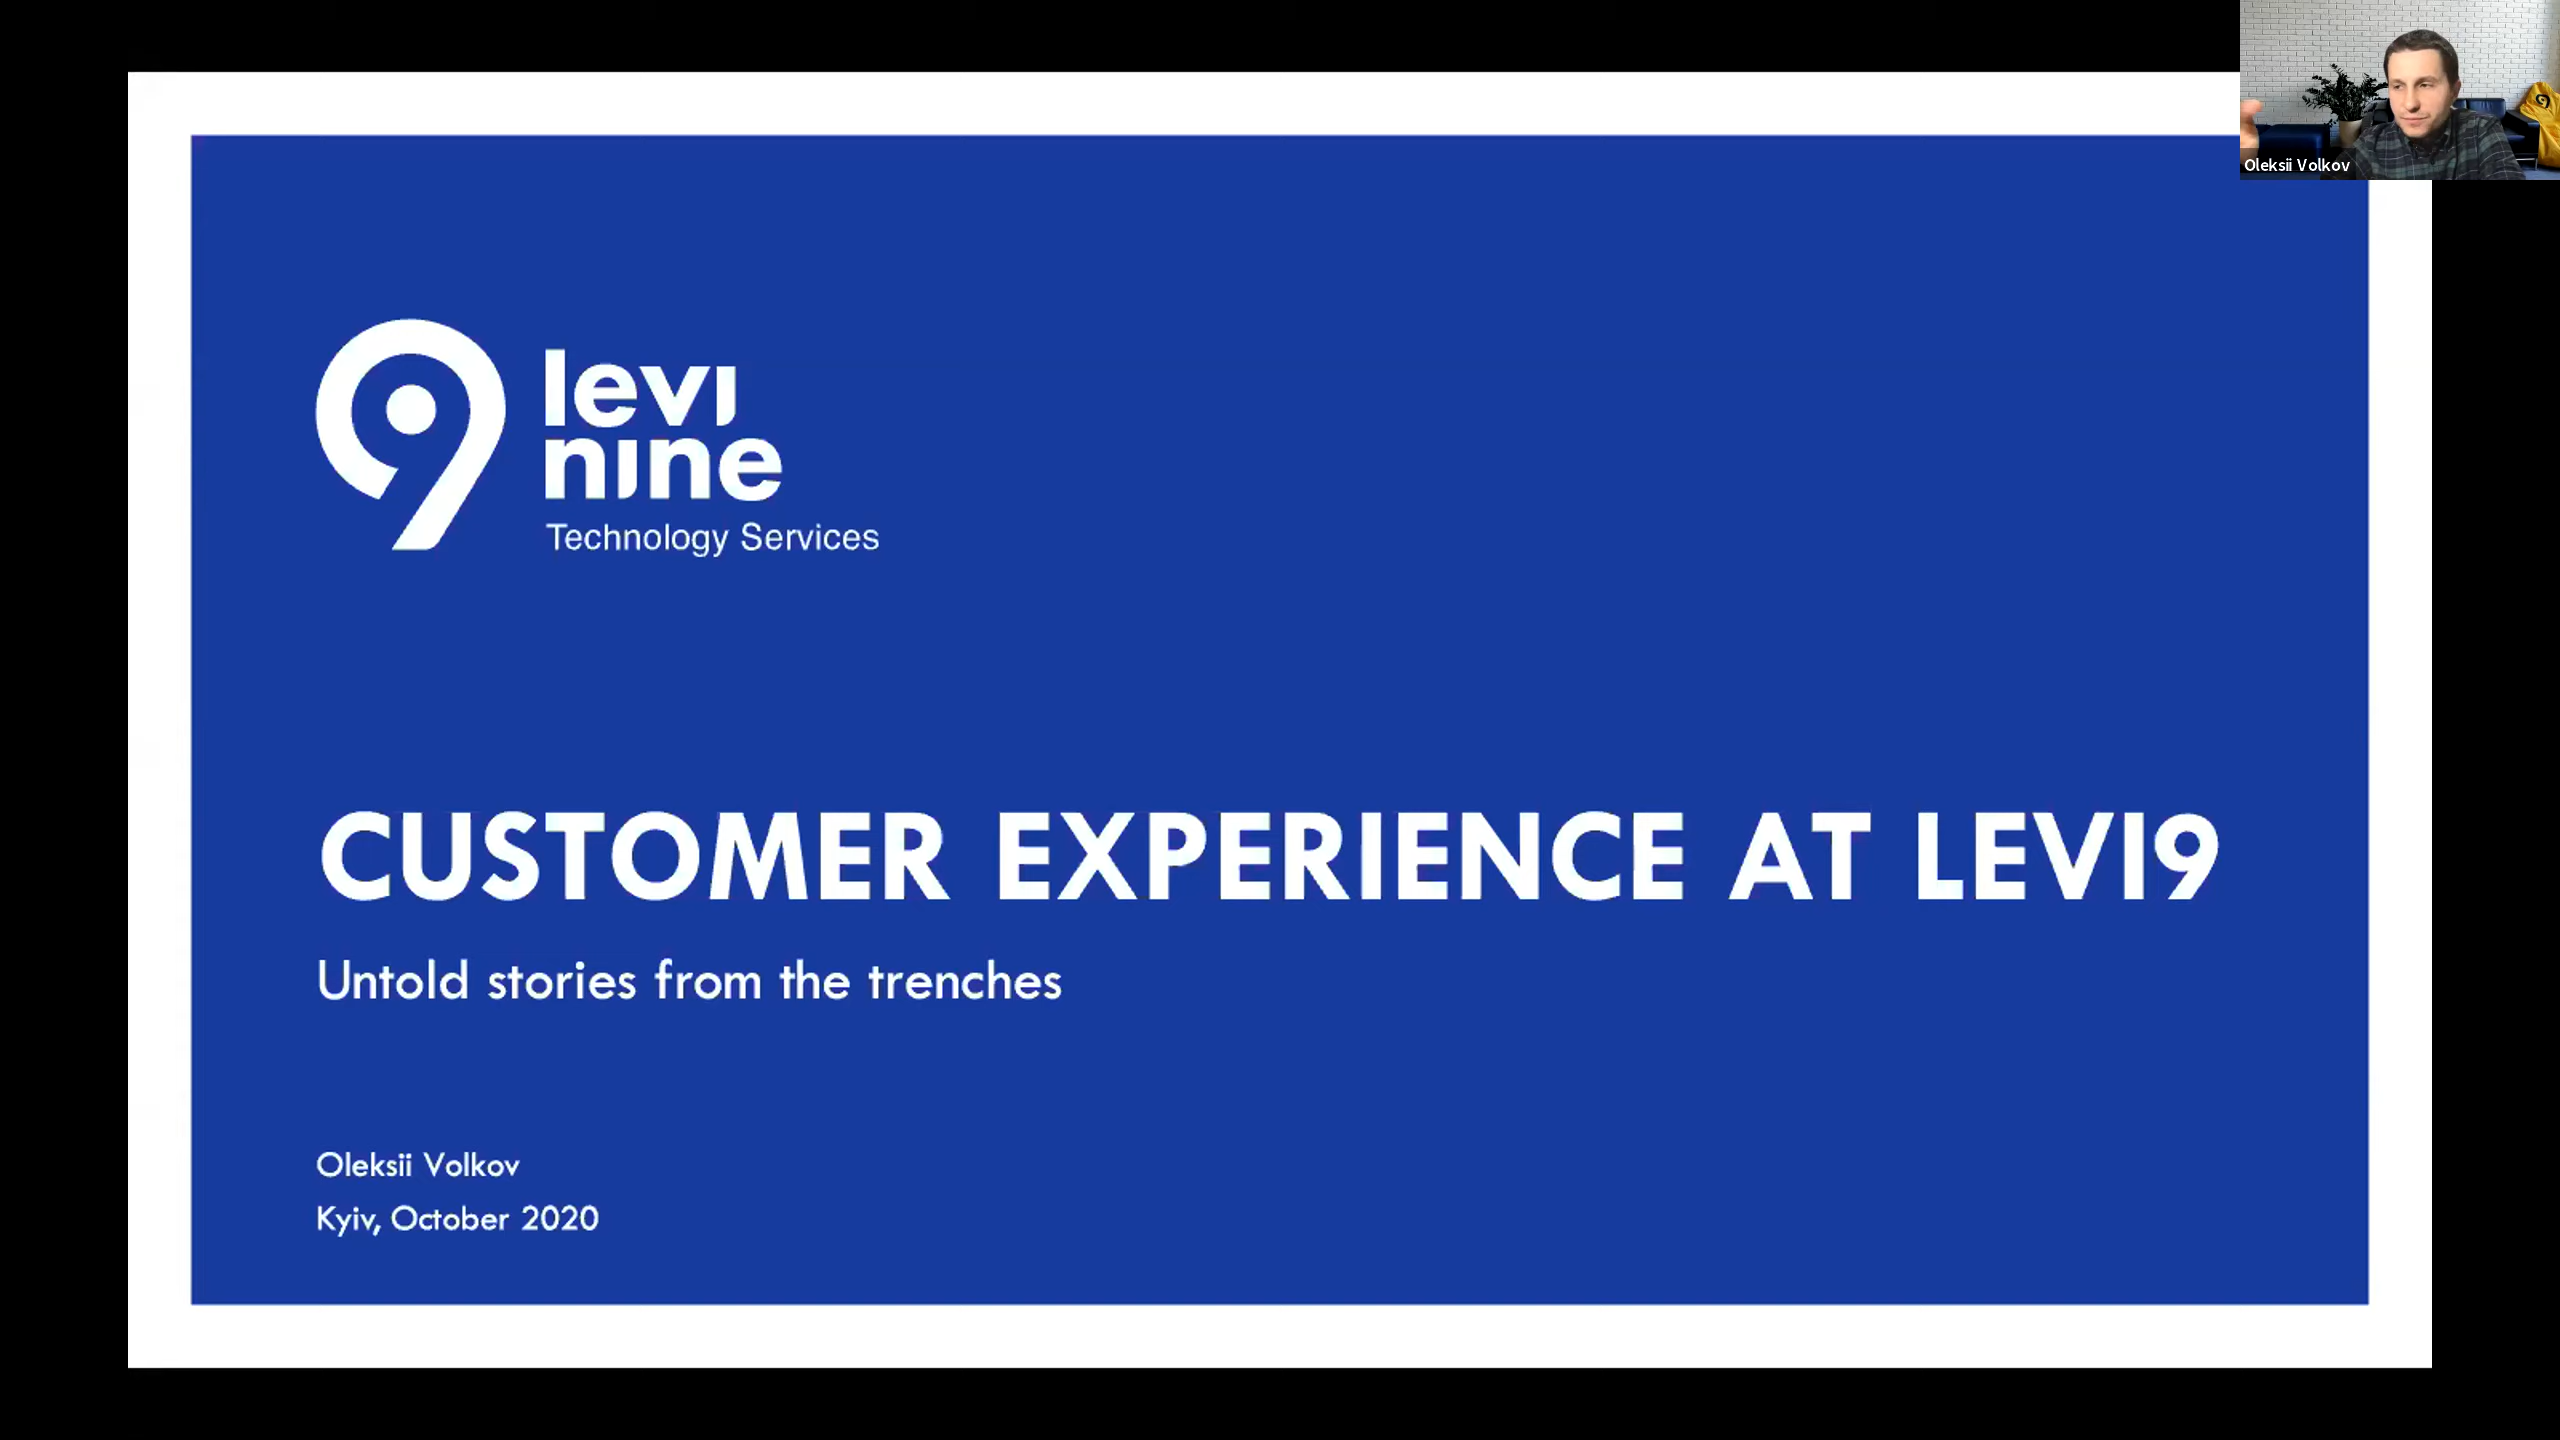 Oleksii Volkov
9
levi
nine
Technology Services
CUSTOMER EXPERIENCE AT LEVI9
Untold stories from the trenches
Oleksii Volkov
Kyiv, October 2020